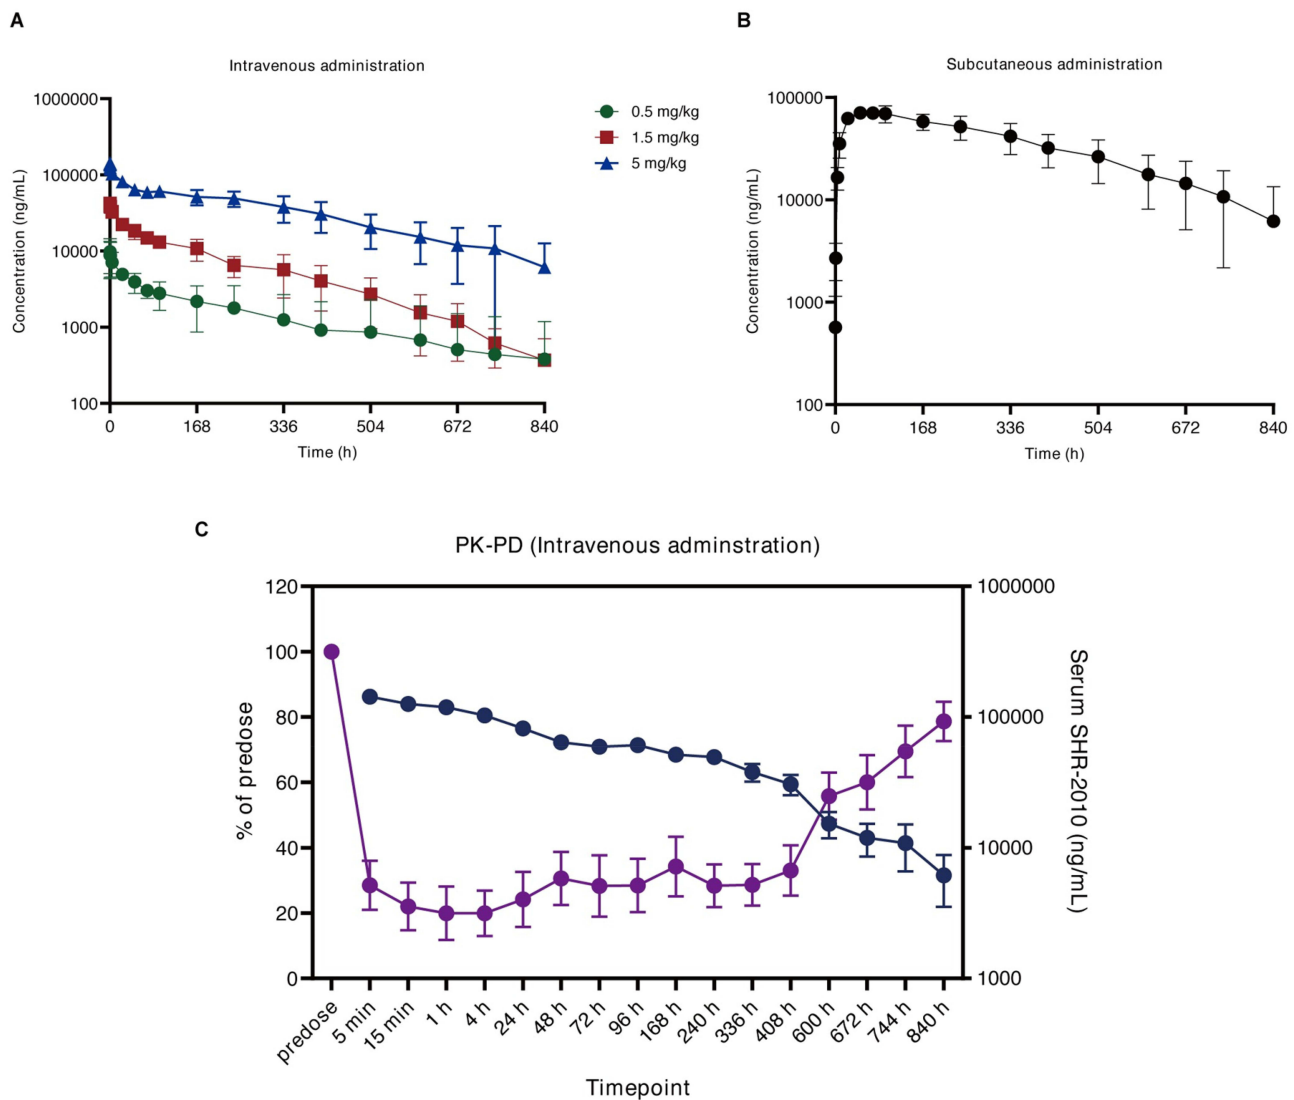 A
Intravenous administration
Concentration (ng/mL)
1000000
100000
10000
1000
100
0 168 336 504 672 840
Time (h)
0.5 mg/kg
1.5 mg/kg
5 mg/kg
B
Subcutaneous administration
Concentration (ng/mL)
100000
10000
1000
100
0 168 336 504 672 840
Time (h)
C
PK-PD (Intravenous adminstration)
% of predose
120
100
80
60
40
20
0
1000000
100000
10000
1000
Serum SHR-2010 (ng/mL)
predose 5 min 15 min 1 h 4 h 24 h 48 h 72 h 96 h 168 h 240 h 336 h 408 h 600 h 672 h 744 h 840 h
Timepoint